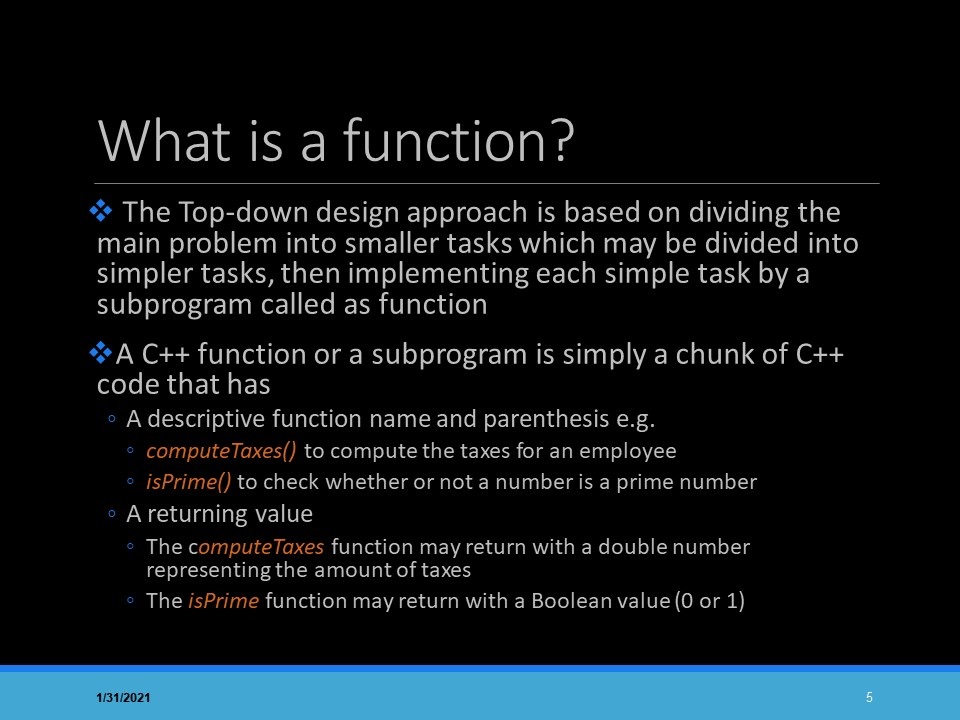 What is a function?
❖ The Top-down design approach is based on dividing the
main problem into smaller tasks which may be divided into
simpler tasks, then implementing each simple task by a
subprogram called as function
❖A C++ function or a subprogram is simply a chunk of C++
code that has
◦ A descriptive function name and parenthesis e.g.
◦ computeTaxes() to compute the taxes for an employee
◦ isPrime() to check whether or not a number is a prime number
◦ A returning value
◦ The computeTaxes function may return with a double number
representing the amount of taxes
◦ The isPrime function may return with a Boolean value (0 or 1)
1/31/2021
5